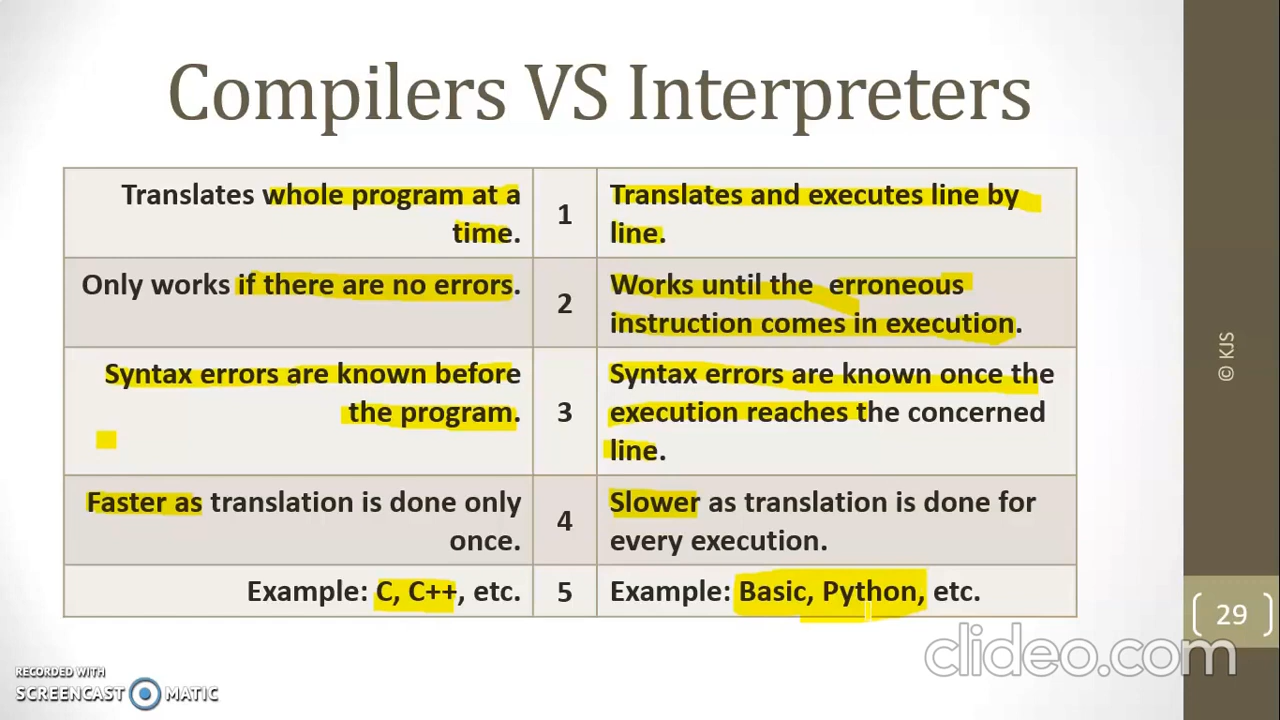 Compilers VS Interpreters
Translates whole program at a
time.
1
Translates and executes line by
line.
Only works if there are no errors.
2
Works until the erroneous
instruction comes in execution.
Syntax errors are known before
the program.
3
Syntax errors are known once the
execution reaches the concerned
line.
Faster as translation is done only
once.
4
Slower as translation is done for
every execution.
Example: C, C++, etc.
5
Example: Basic, Python, etc.
© KJS
29
clideo.com
RECORDED WITH
SCREENCAST MATIC